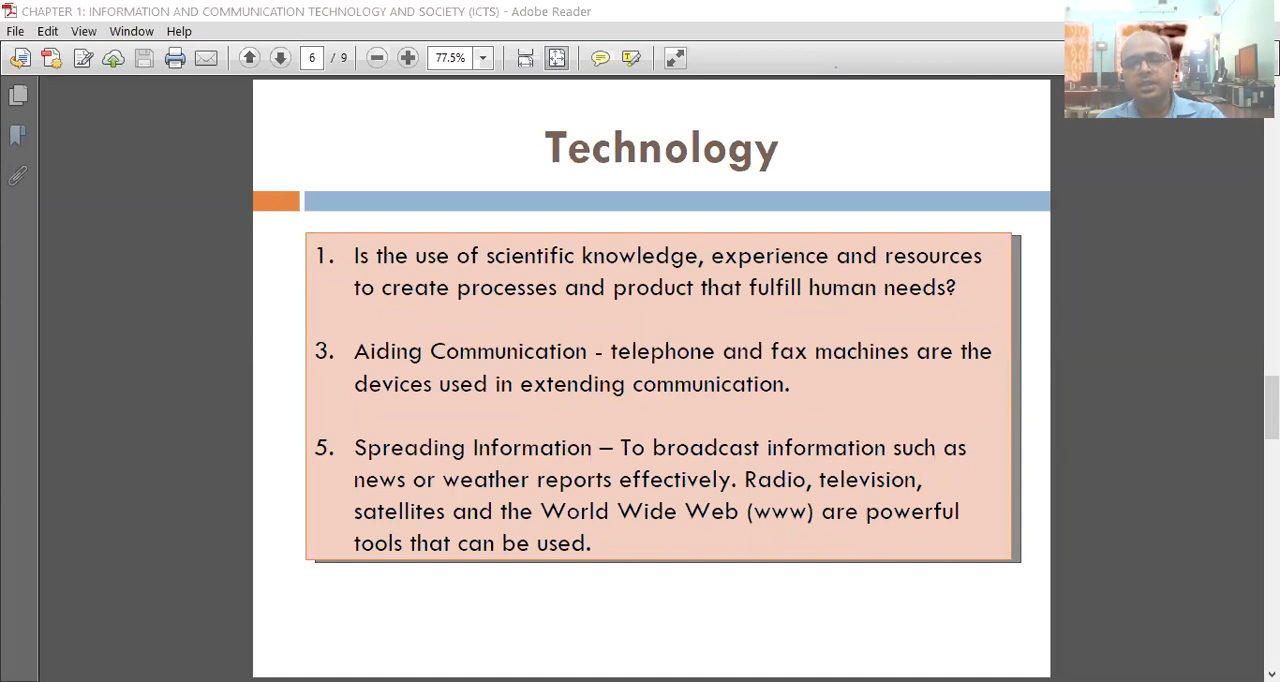 CHAPTER 1: INFORMATION AND COMMUNICATION TECHNOLOGY AND SOCIETY (ICTS) - Adobe Reader
File Edit View Window Help
6 / 9 77.5%
Technology
1. Is the use of scientific knowledge, experience and resources
to create processes and product that fulfill human needs?
3. Aiding Communication - telephone and fax machines are the
devices used in extending communication.
5. Spreading Information – To broadcast information such as
news or weather reports effectively. Radio, television,
satellites and the World Wide Web (www) are powerful
tools that can be used.